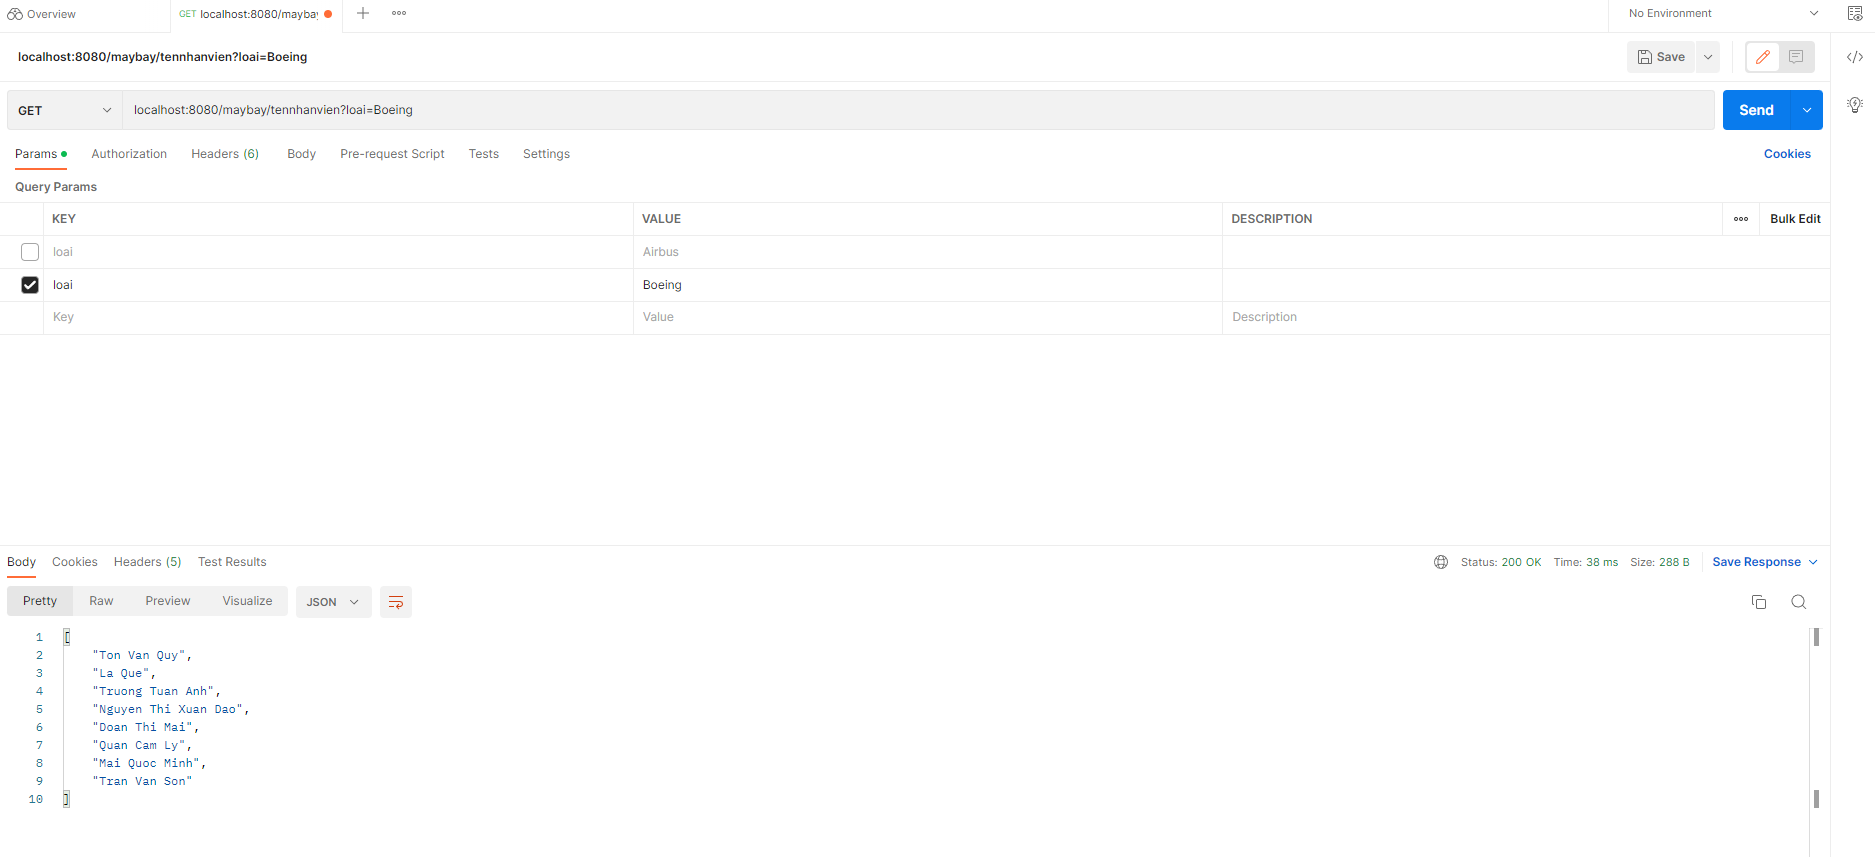 Overview
GET localhost:8080/maybay
No Environment
localhost:8080/maybay/tennhanvien?loai=Boeing
Save
GET
localhost:8080/maybay/tennhanvien?loai=Boeing
Send
Params Authorization Headers (6) Body Pre-request Script Tests Settings Cookies
Query Params
KEY VALUE DESCRIPTION Bulk Edit
loai Airbus
loai Boeing
Key Value Description
Body Cookies Headers (5) Test Results Status: 200 OK Time: 38 ms Size: 288 B Save Response
Pretty Raw Preview Visualize JSON
1 [
2 "Ton Van Quy",
3 "La Que",
4 "Truong Tuan Anh",
5 "Nguyen Thi Xuan Dao",
6 "Doan Thi Mai",
7 "Quan Cam Ly",
8 "Mai Quoc Minh",
9 "Tran Van Son"
10 ]